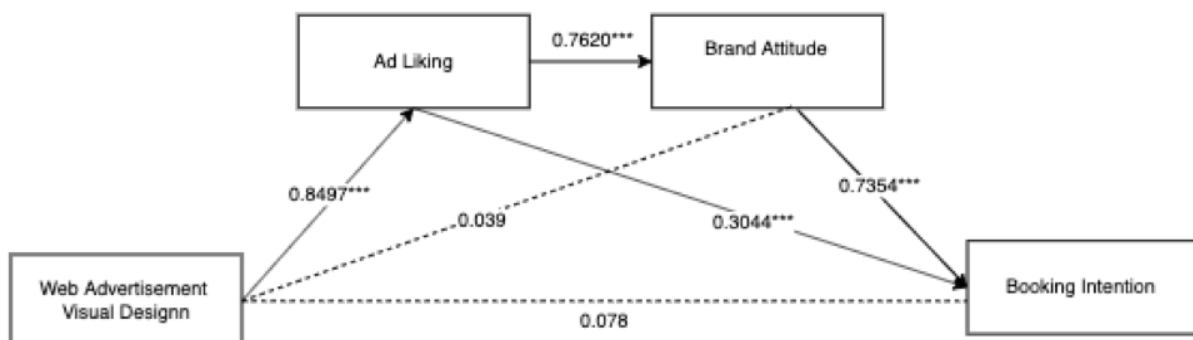 Ad Liking
0.7620***
Brand Attitude
0.8497***
0.039
0.3044***
0.7354***
Web Advertisement
Visual Designn
0.078
Booking Intention